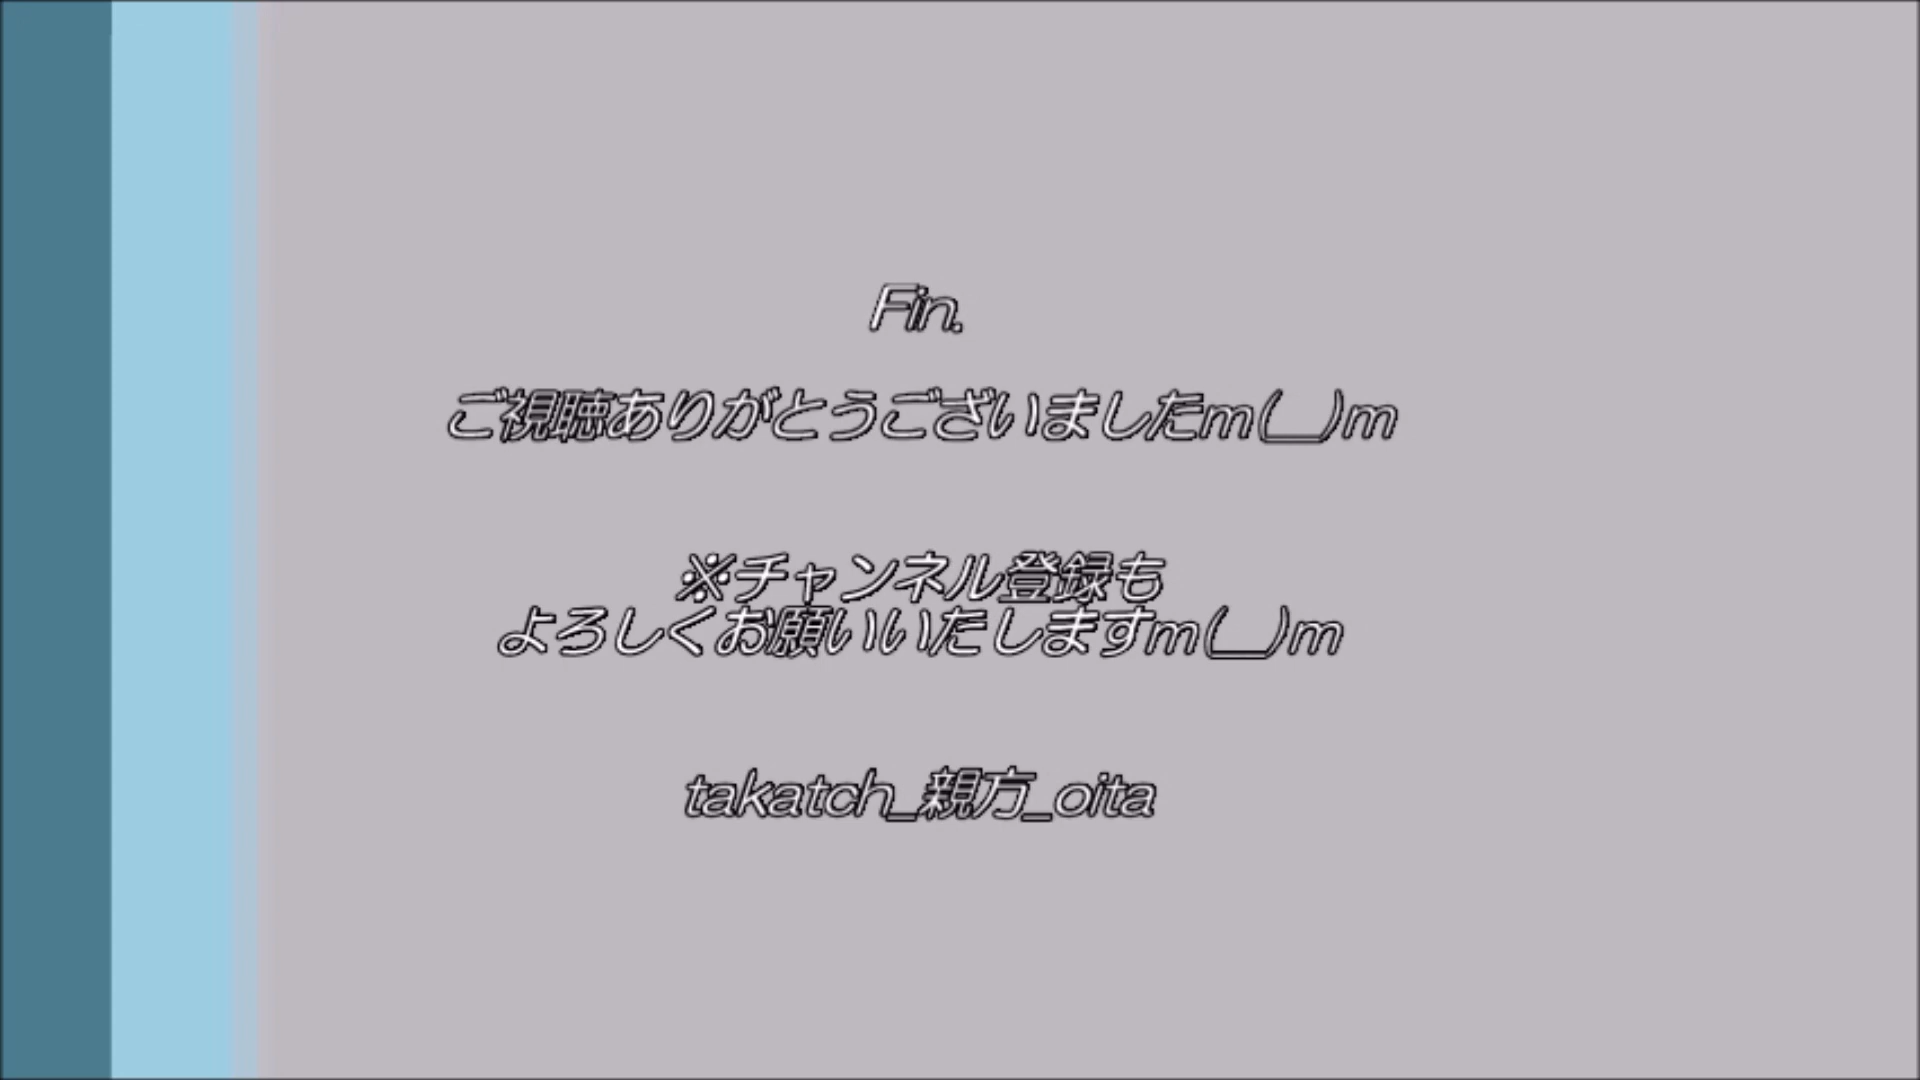 Fin.
ご視聴ありがとうございましたm(__)m
※チャンネル登録も
よろしくお願いいたしますm(__)m
takatch_親方_oita